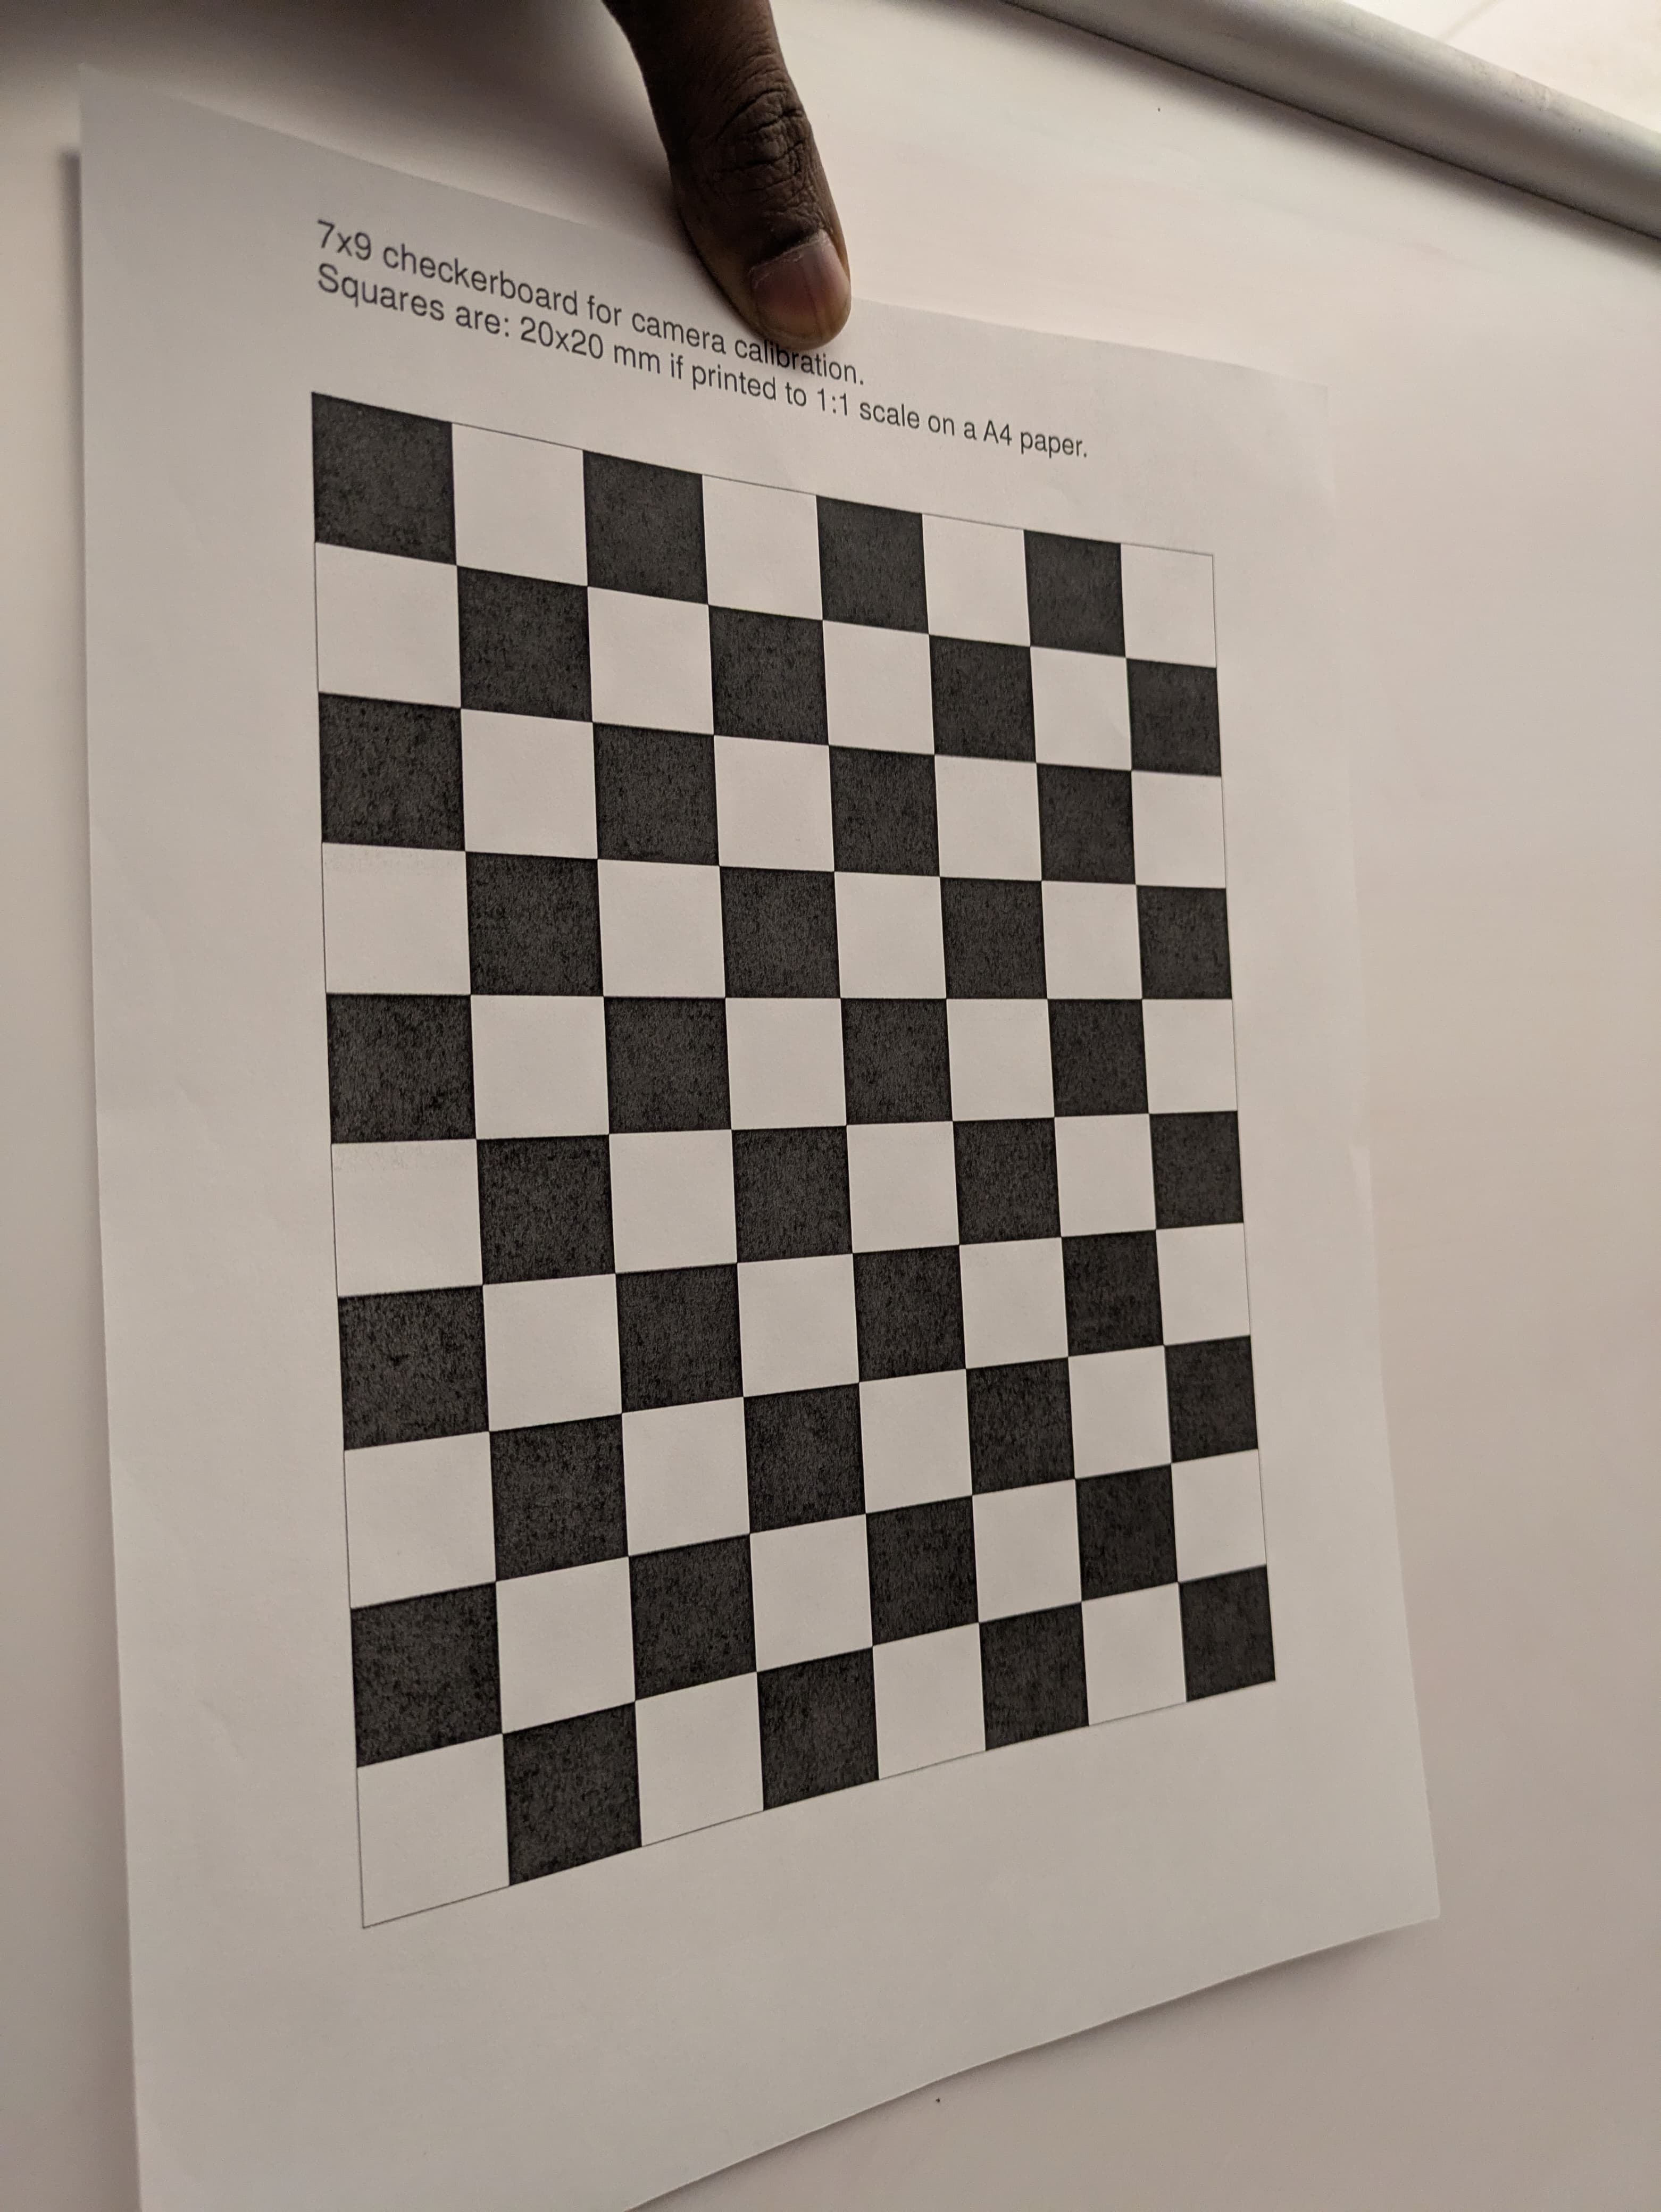 7x9 checkerboard for camera calibration.
Squares are: 20x20 mm if printed to 1:1 scale on a A4 paper.